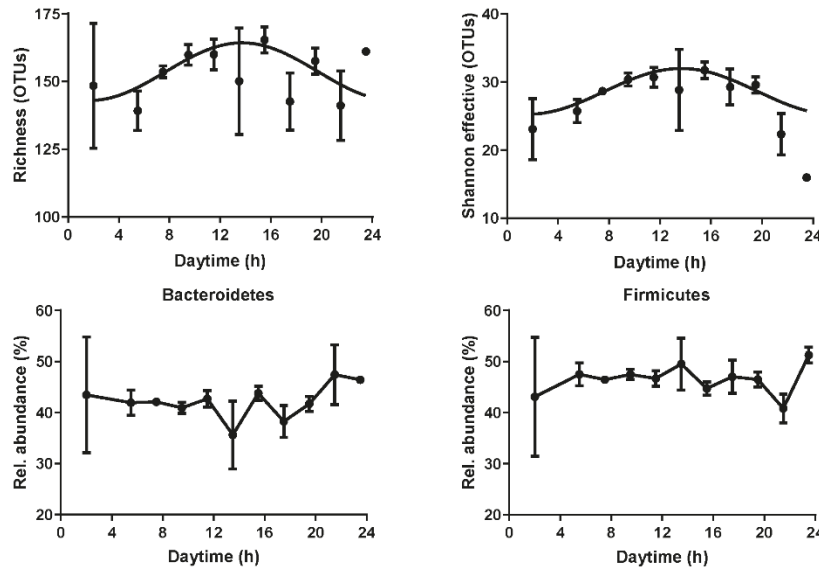 Richness (OTUs)
175
150
125
100
0 4 8 12 16 20 24
Daytime (h)
Shannon effective (OTUs)
40
30
20
10
0 4 8 12 16 20 24
Daytime (h)
Bacteroidetes
Rel. abundance (%)
60
50
40
30
20
0 4 8 12 16 20 24
Daytime (h)
Firmicutes
Rel. abundance (%)
60
50
40
30
20
0 4 8 12 16 20 24
Daytime (h)